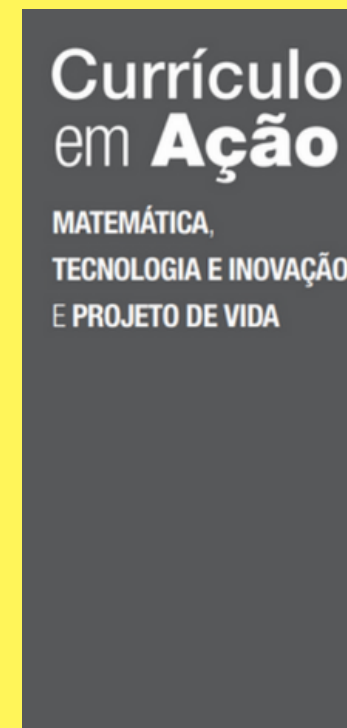 Currículo
em Ação
MATEMÁTICA,
TECNOLOGIA E INOVAÇÃO
E PROJETO DE VIDA